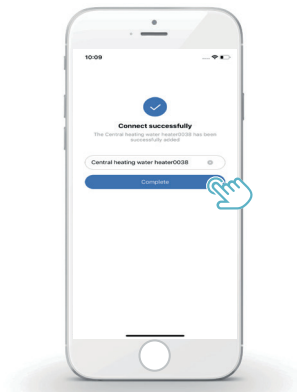 10:09
Connect successfully
The Central heating water heater0038 has been
successfully added
Central heating water heater0038
Complete